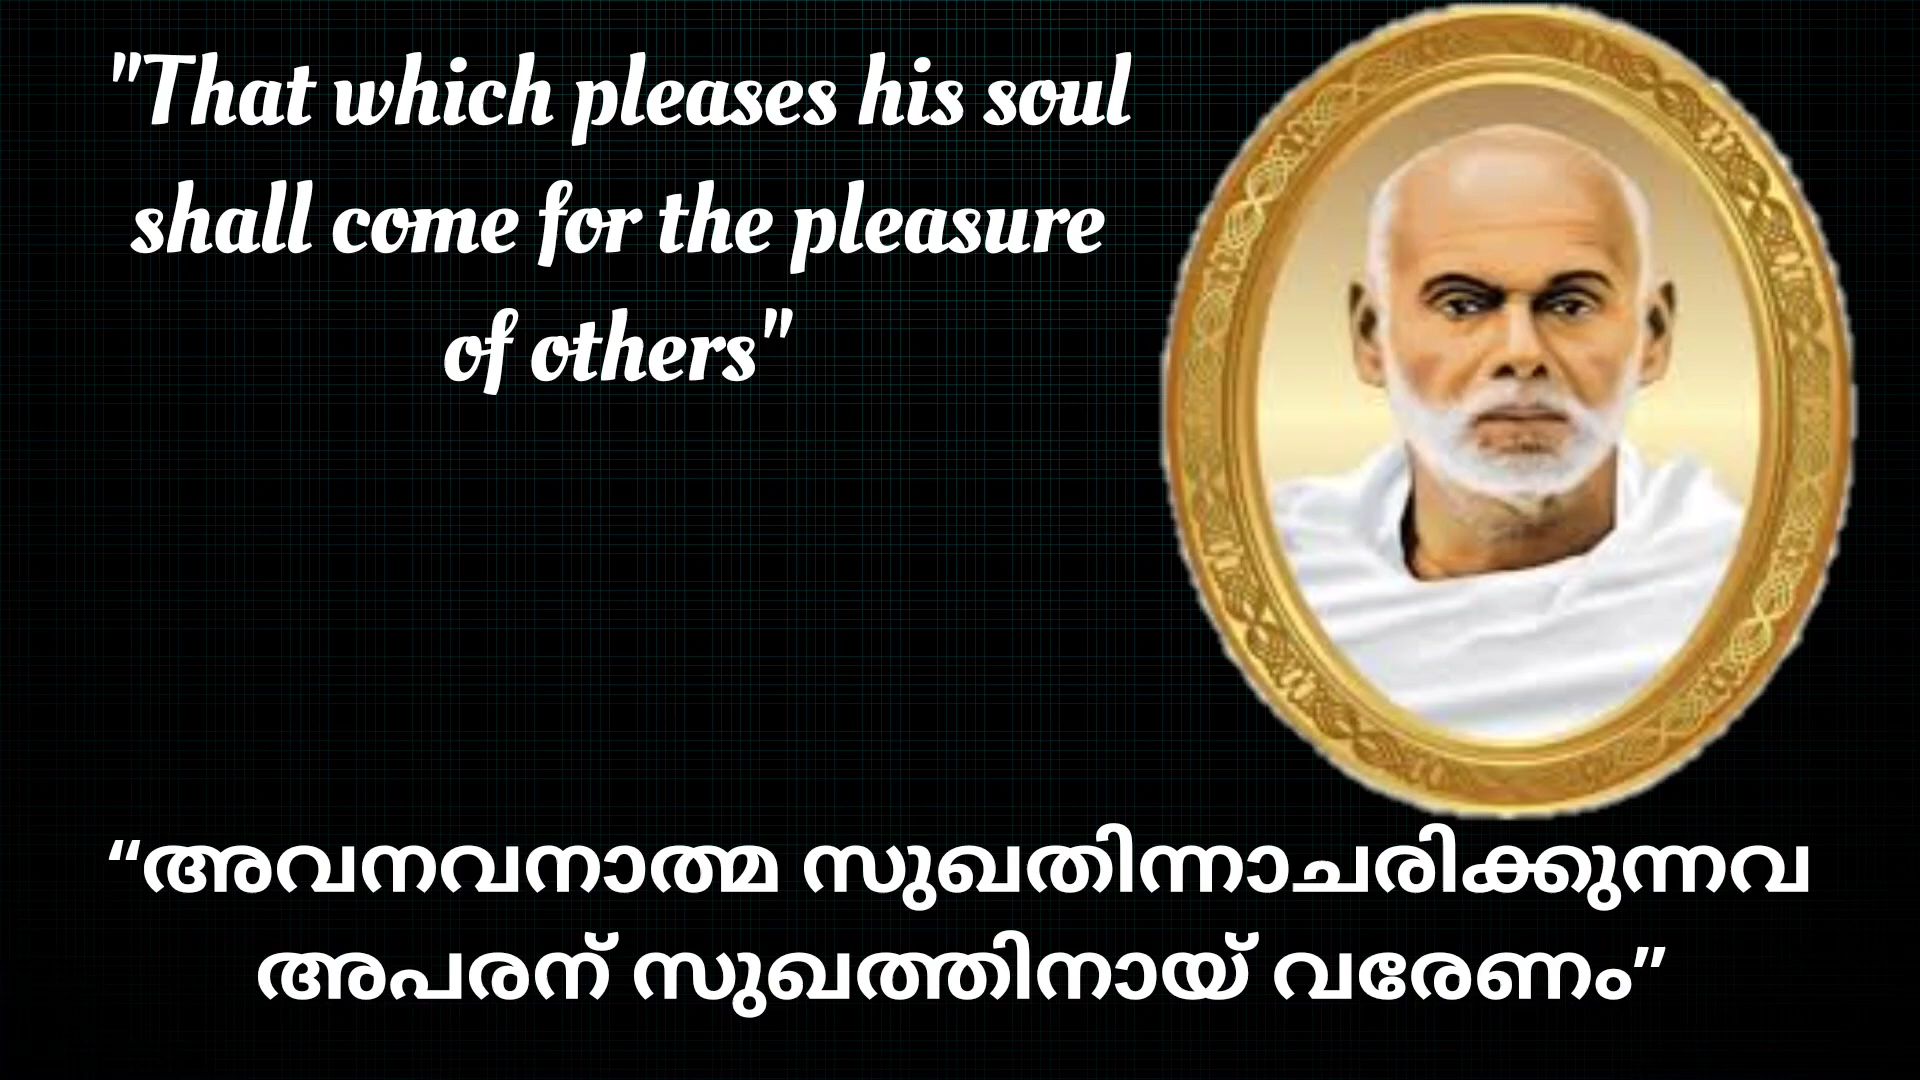 "That which pleases his soul
shall come for the pleasure
of others"
“അവനവനാത്മ സുഖതിന്നാചരിക്കുന്നവ
അപരന് സുഖത്തിനായ് വരേണം”